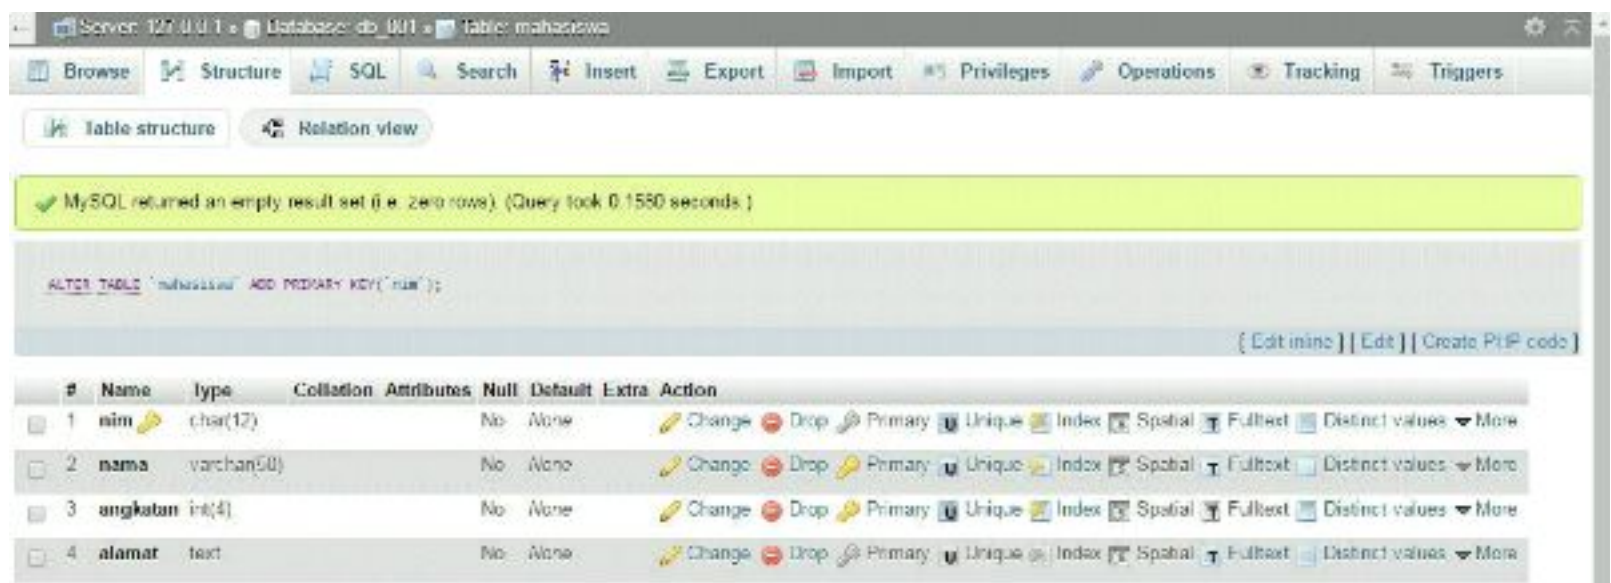 Server: 127.0.0.1 » Database: db_001 » Table: mahasiswa
Browse Structure SQL Search Insert Export Import Privileges Operations Tracking Triggers
Table structure Relation view
MySQL returned an empty result set (i.e. zero rows). (Query took 0.1580 seconds.)
ALTER TABLE `mahasiswa` ADD PRIMARY KEY(`nim`);
[ Edit inline ] [ Edit ] [ Create PHP code ]
# Name Type Collation Attributes Null Default Extra Action
1 nim char(12) No None Change Drop Primary Unique Index Spatial Fulltext Distinct values More
2 nama varchar(50) No None Change Drop Primary Unique Index Spatial Fulltext Distinct values More
3 angkatan int(4) No None Change Drop Primary Unique Index Spatial Fulltext Distinct values More
4 alamat text No None Change Drop Primary Unique Index Spatial Fulltext Distinct values More